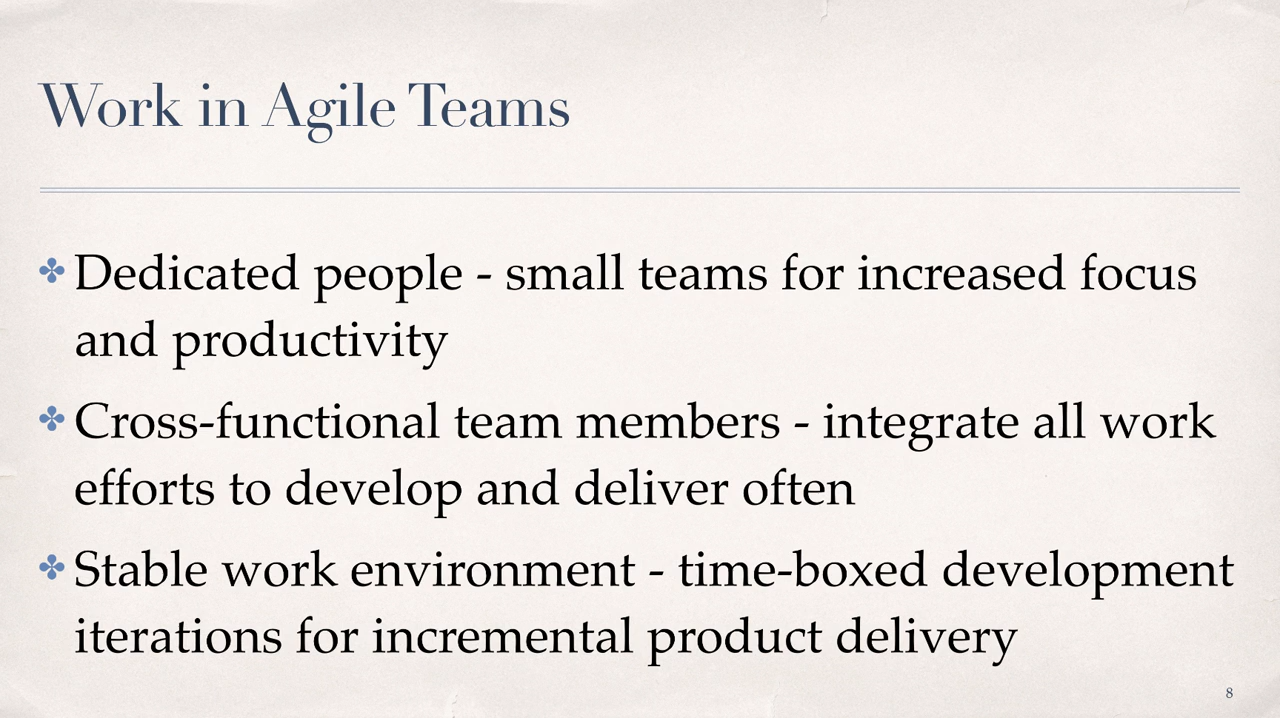 Work in Agile Teams
Dedicated people - small teams for increased focus
and productivity
Cross-functional team members - integrate all work
efforts to develop and deliver often
Stable work environment - time-boxed development
iterations for incremental product delivery
8